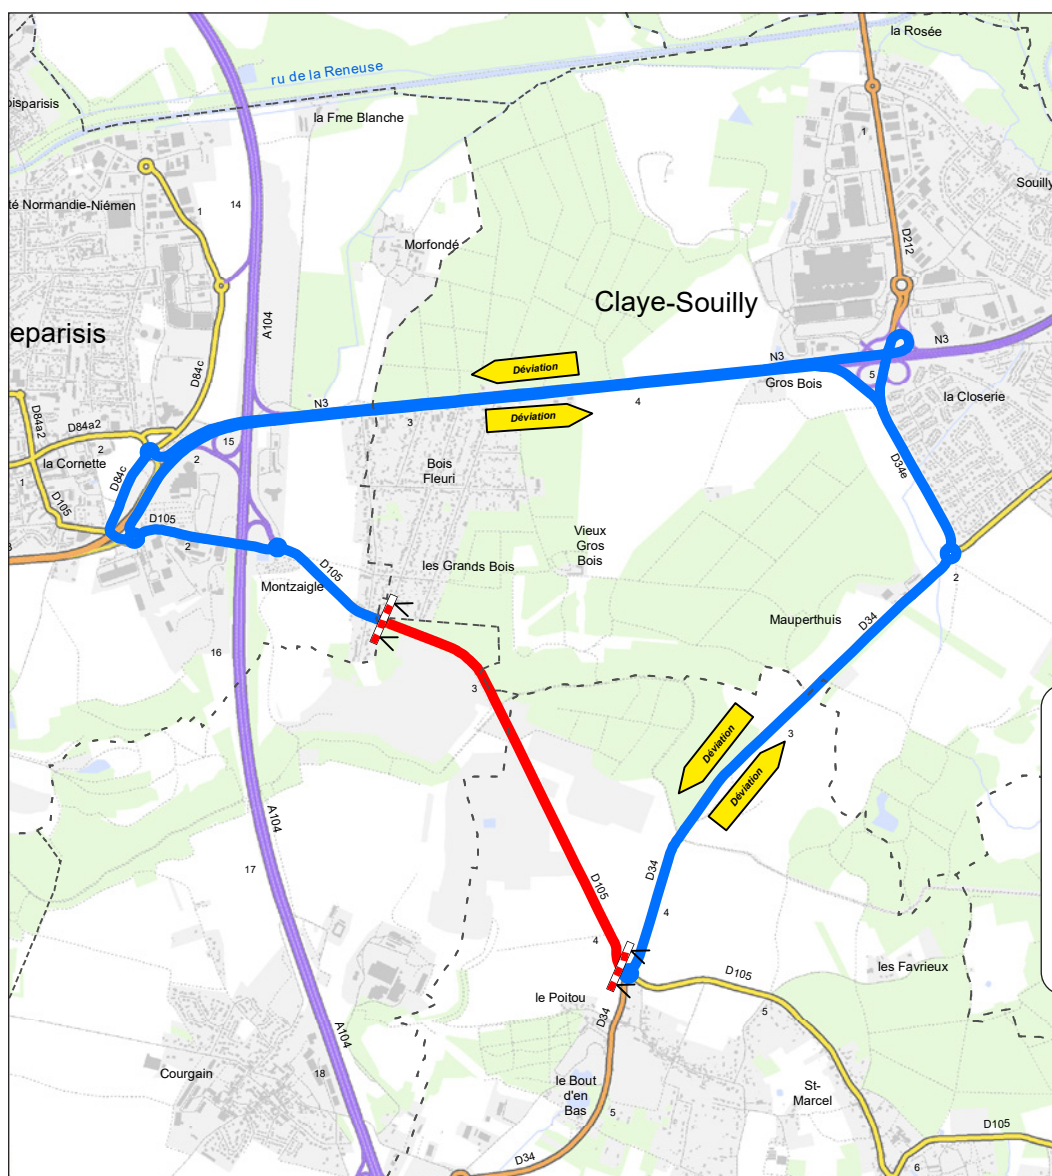 la Rosée
ru de la Reneuse
oisparisis
la Fme Blanche
1
Souilly
té Normandie-Niémen
1
14
Morfondé
D212
Claye-Souilly
A104
eparisis
N3
D84c
N3
Déviation
5
Gros Bois
la Closerie
D84a2
N3
3
Déviation
4
D84a2
2
15
la Cornette
2
Bois
Fleuri
D84c
D34e
1
D105
D105
2
Vieux
Gros
Bois
3
les Grands Bois
D105
Montzaigle
2
Mauperthuis
D34
16
3
Déviation
3
Déviation
A104
17
D34
D105
4
4
D105
les Favrieux
le Poitou
D34
5
A104
Courgain
18
le Bout
d'en
Bas
5
St-
Marcel
D105
D34
6